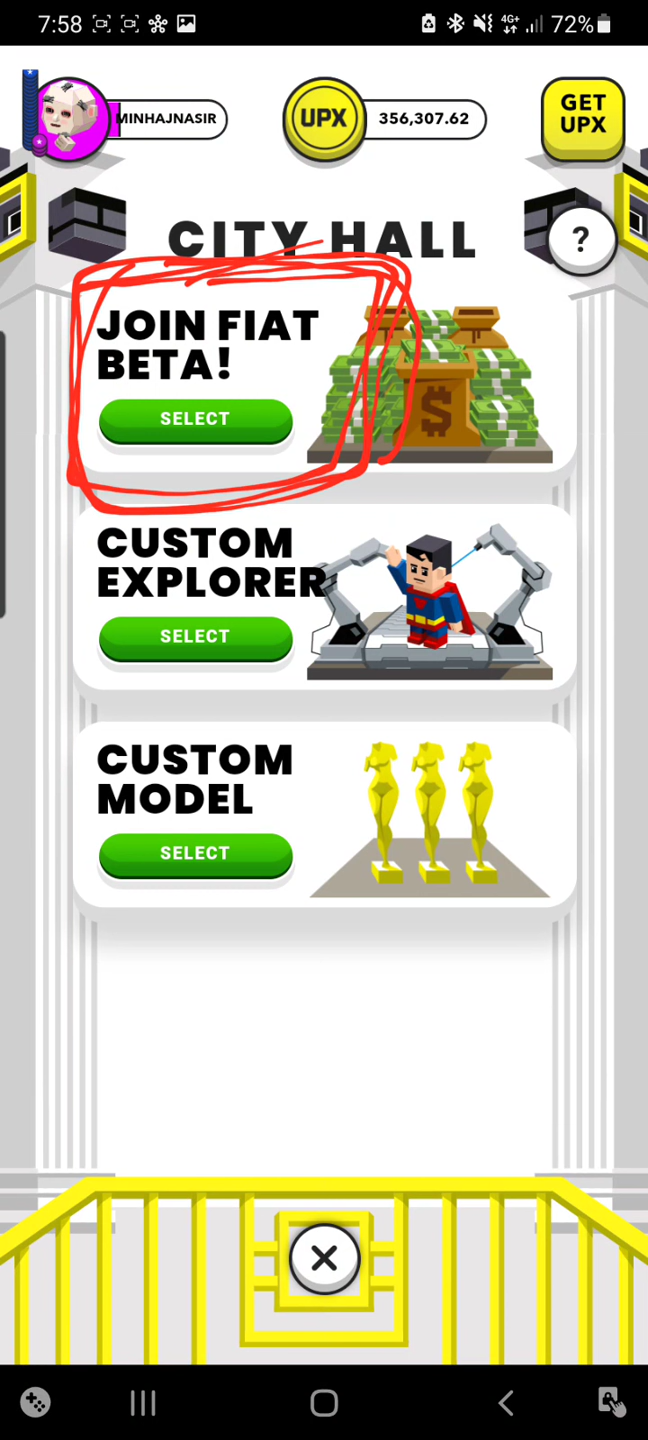 7:58
4G+
72%
MINHAJNASIR
UPX
356,307.62
GET
UPX
CITY HALL
?
JOIN FIAT
BETA!
SELECT
$
CUSTOM
EXPLORER
SELECT
CUSTOM
MODEL
SELECT